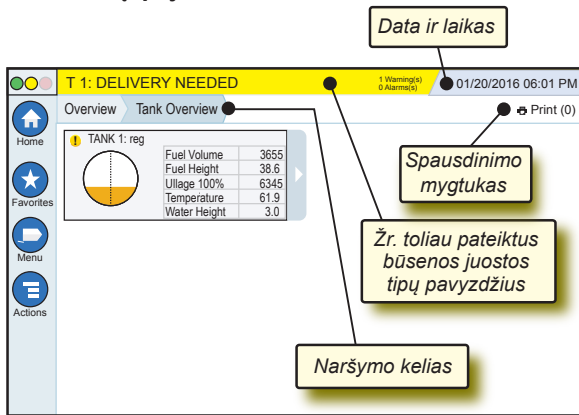 Data ir laikas
T 1: DELIVERY NEEDED
1 Warning(s)
0 Alarms(s)
01/20/2016 06:01 PM
Overview
Tank Overview
Print (0)
Home
Favorites
Menu
Actions
TANK 1: reg
Fuel Volume 3655
Fuel Height 38.6
Ullage 100% 6345
Temperature 61.9
Water Height 3.0
Spausdinimo
mygtukas
Žr. toliau pateiktus
būsenos juostos
tipų pavyzdžius
Naršymo kelias